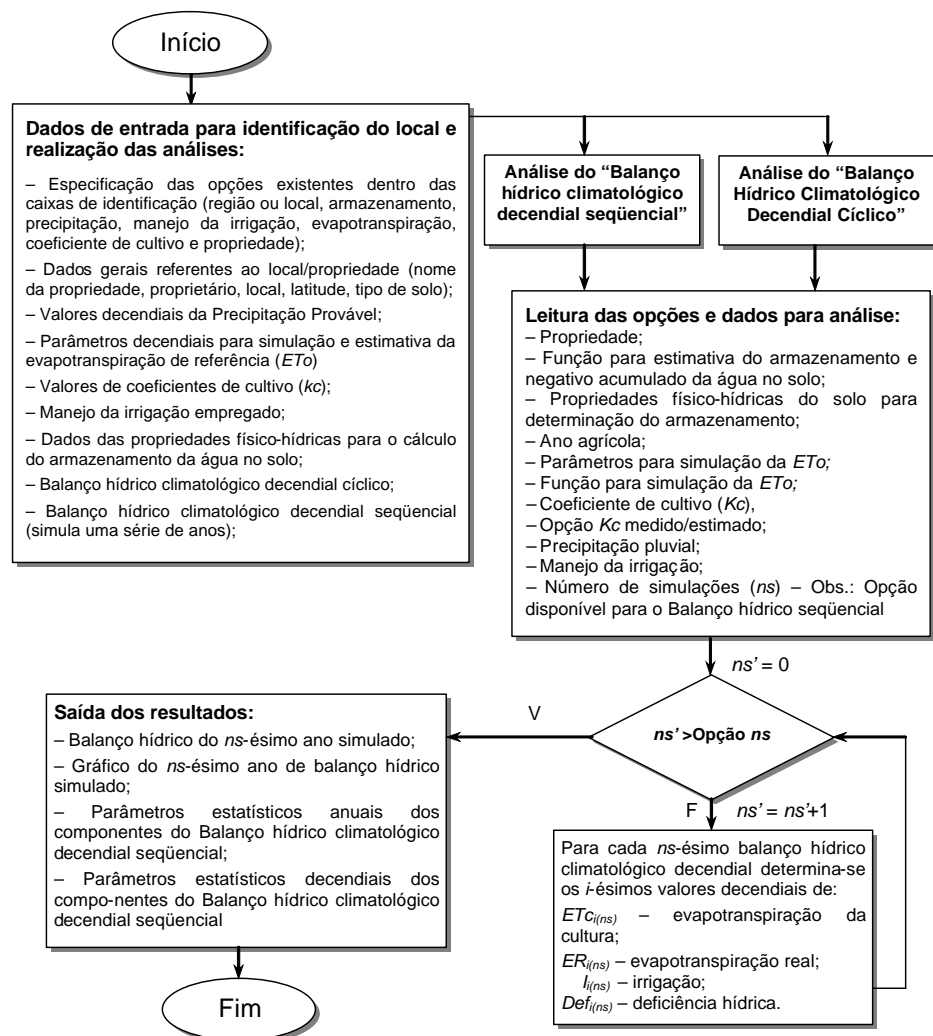 Início
Dados de entrada para identificação do local e
realização das análises:
– Especificação das opções existentes dentro das
caixas de identificação (região ou local, armazenamento,
precipitação, manejo da irrigação, evapotranspiração,
coeficiente de cultivo e propriedade);
– Dados gerais referentes ao local/propriedade (nome
da propriedade, proprietário, local, latitude, tipo de solo);
– Valores decendiais da Precipitação Provável;
– Parâmetros decendiais para simulação e estimativa da
evapotranspiração de referência (ETo)
– Valores de coeficientes de cultivo (kc);
– Manejo da irrigação empregado;
– Dados das propriedades físico-hídricas para o cálculo
do armazenamento da água no solo;
– Balanço hídrico climatológico decendial cíclico;
– Balanço hídrico climatológico decendial seqüencial
(simula uma série de anos);
Análise do “Balanço
hídrico climatológico
decendial seqüencial”
Análise do “Balanço
Hídrico Climatológico
Decendial Cíclico”
Leitura das opções e dados para análise:
– Propriedade;
– Função para estimativa do armazenamento e
negativo acumulado da água no solo;
– Propriedades físico-hídricas do solo para
determinação do armazenamento;
– Ano agrícola;
– Parâmetros para simulação da ETo;
– Função para simulação da ETo;
– Coeficiente de cultivo (Kc),
– Opção Kc medido/estimado;
– Precipitação pluvial;
– Manejo da irrigação;
– Número de simulações (ns) – Obs.: Opção
disponível para o Balanço hídrico seqüencial
ns’ = 0
ns’ >Opção ns
V
F
ns’ = ns’+1
Para cada ns-ésimo balanço hídrico
climatológico decendial determina-se
os i-ésimos valores decendiais de:
ETci(ns) – evapotranspiração da
cultura;
ERi(ns) – evapotranspiração real;
Ii(ns) – irrigação;
Defi(ns) – deficiência hídrica.
Saída dos resultados:
– Balanço hídrico do ns-ésimo ano simulado;
– Gráfico do ns-ésimo ano de balanço hídrico
simulado;
– Parâmetros estatísticos anuais dos
componentes do Balanço hídrico climatológico
decendial seqüencial;
– Parâmetros estatísticos decendiais dos
compo-nentes do Balanço hídrico climatológico
decendial seqüencial
Fim